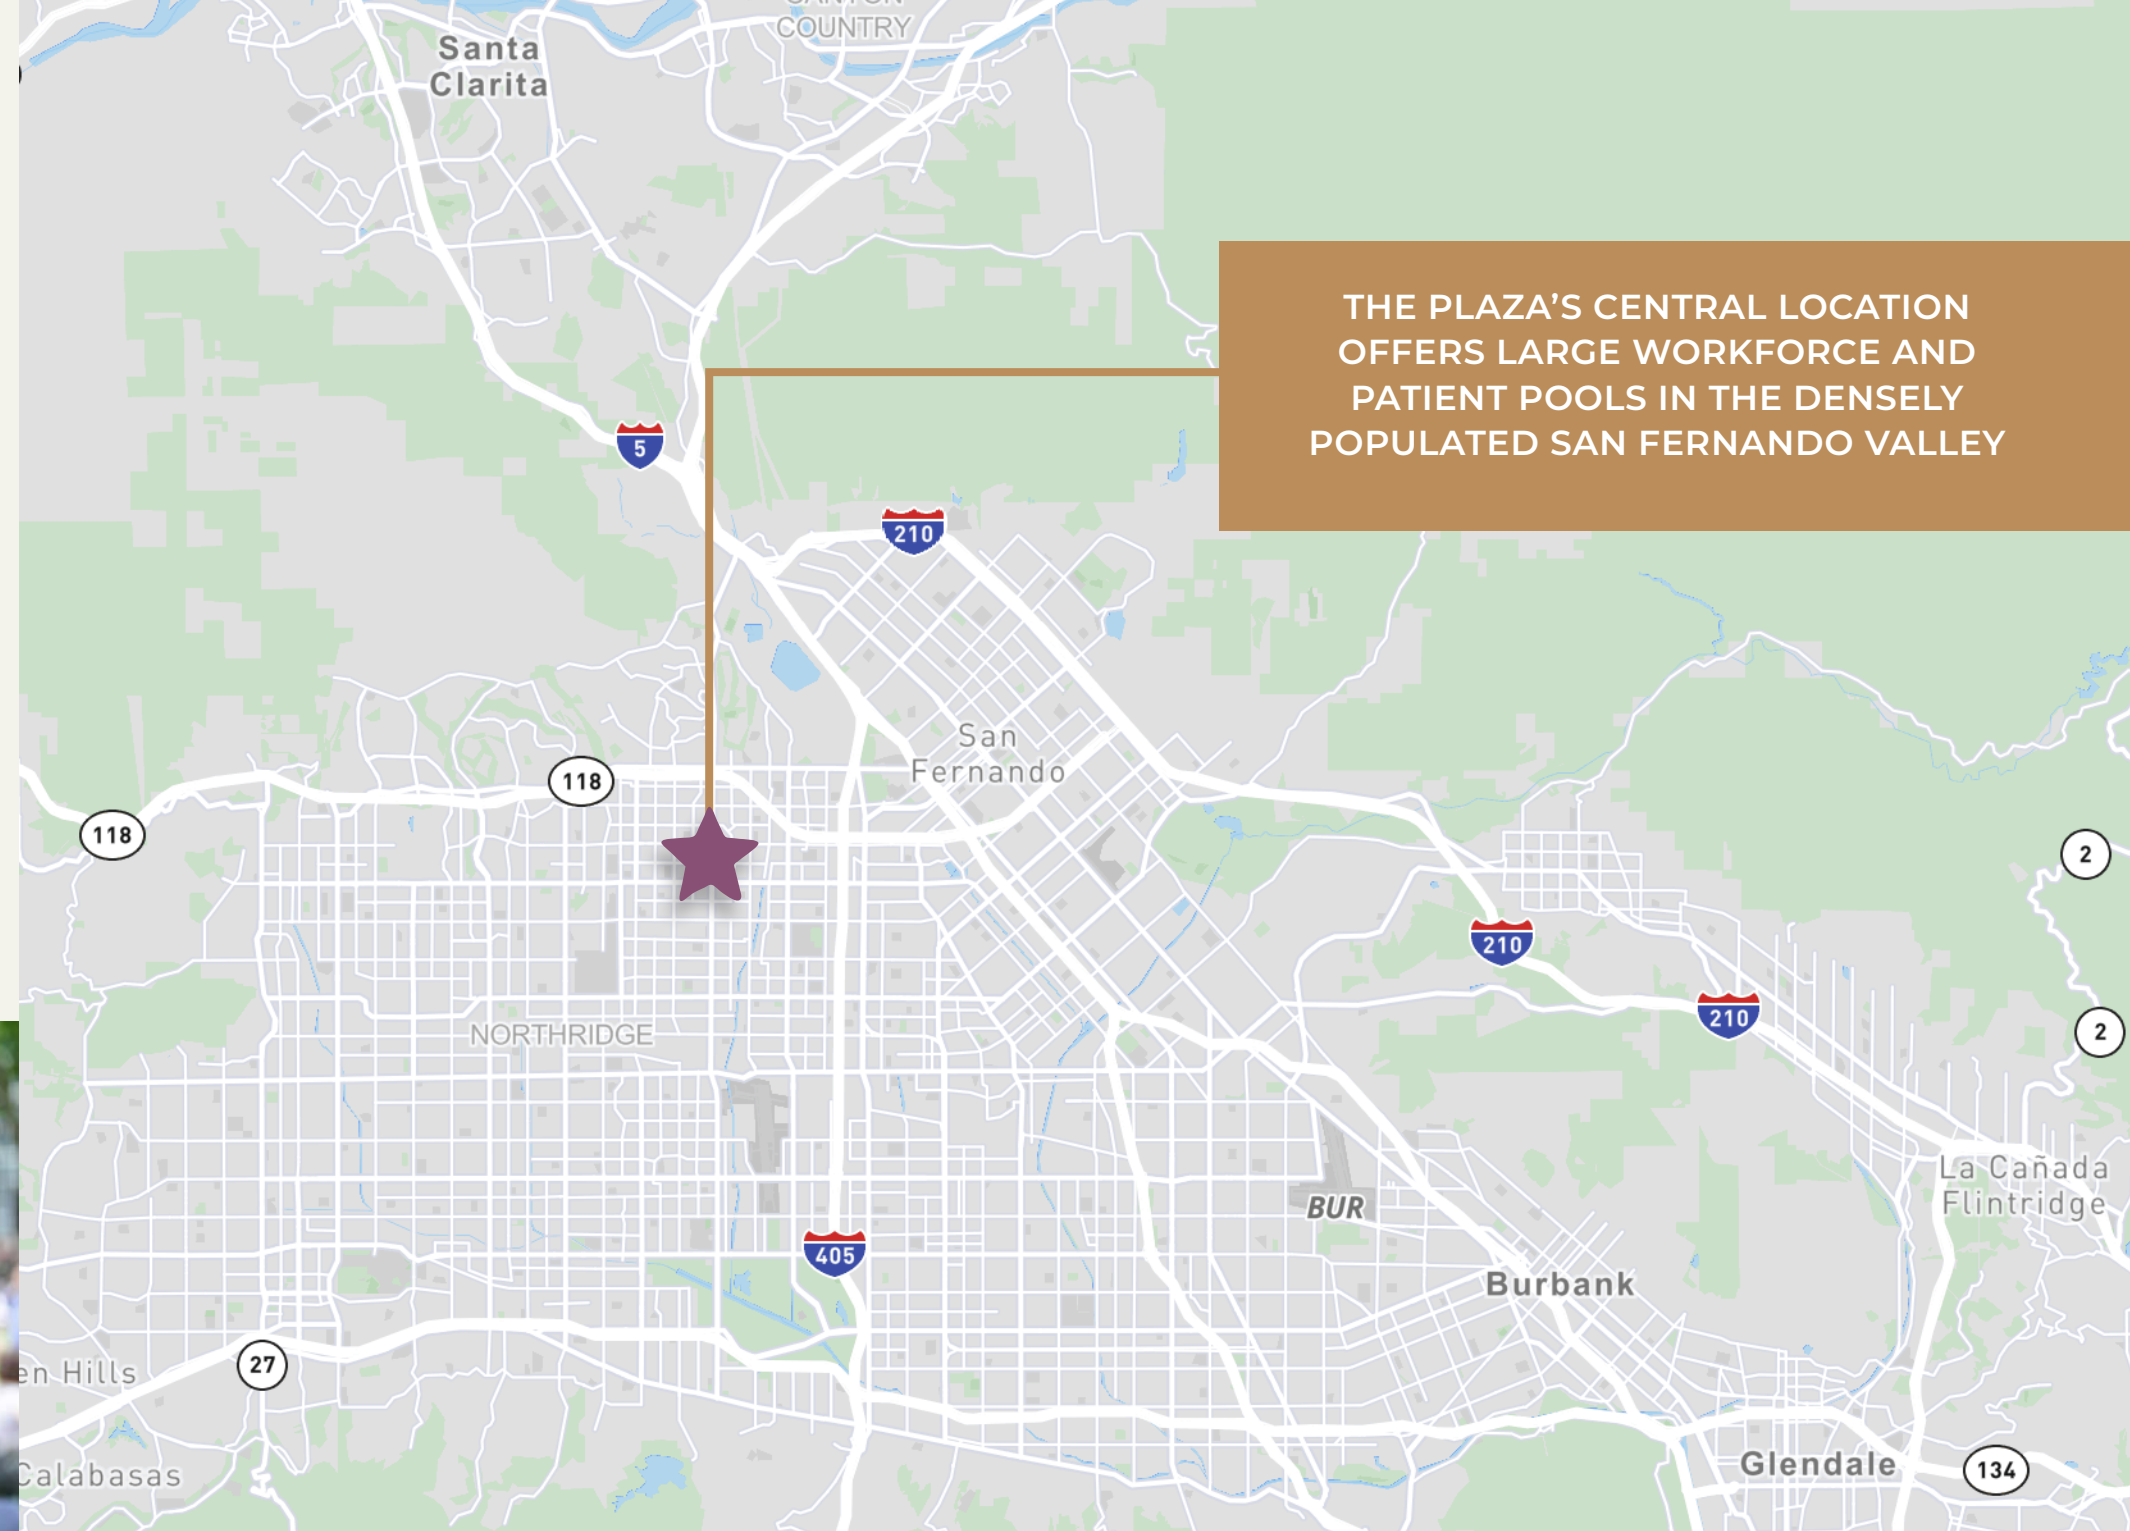 COUNTRY
Santa
Clarita
THE PLAZA’S CENTRAL LOCATION
OFFERS LARGE WORKFORCE AND
PATIENT POOLS IN THE DENSELY
POPULATED SAN FERNANDO VALLEY
5
210
San
Fernando
118
118
2
210
210
2
NORTHRIDGE
La Cañada
Flintridge
BUR
405
Burbank
27
en Hills
Glendale
134
Calabasas